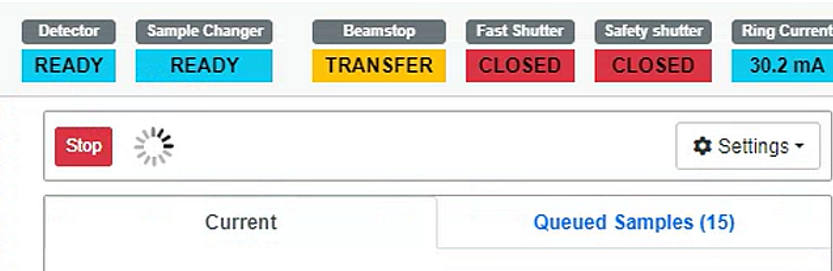 Detector Sample Changer Beamstop Fast Shutter Safety shutter Ring Current
READY READY TRANSFER CLOSED CLOSED 30.2 mA
Stop Settings
Current Queued Samples (15)